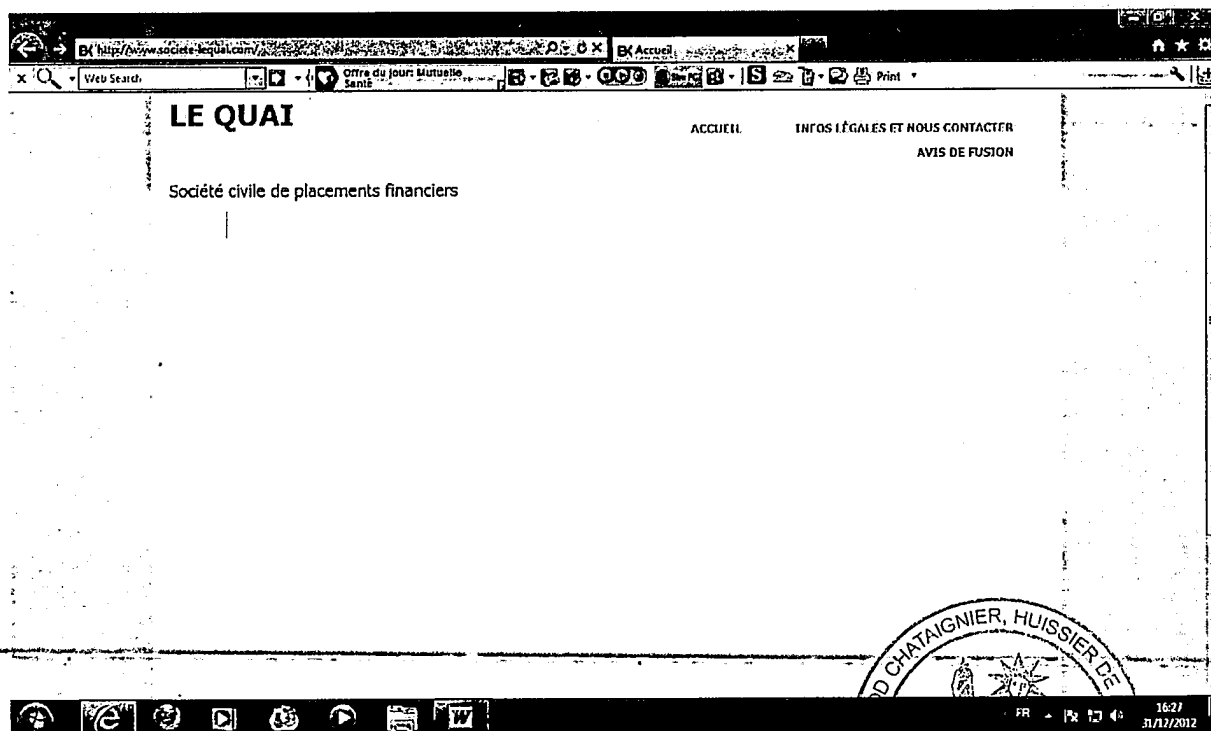 http://www.societe-lequai.com/
Accueil
Web Search
Offre du jour: Mutuelle
Santé
Print
LE QUAI
ACCUEIL INFOS LÉGALES ET NOUS CONTACTER
AVIS DE FUSION
Société civile de placements financiers
CHATAIGNIER, HUISSIER DE
W
FR
16:27
31/12/2012